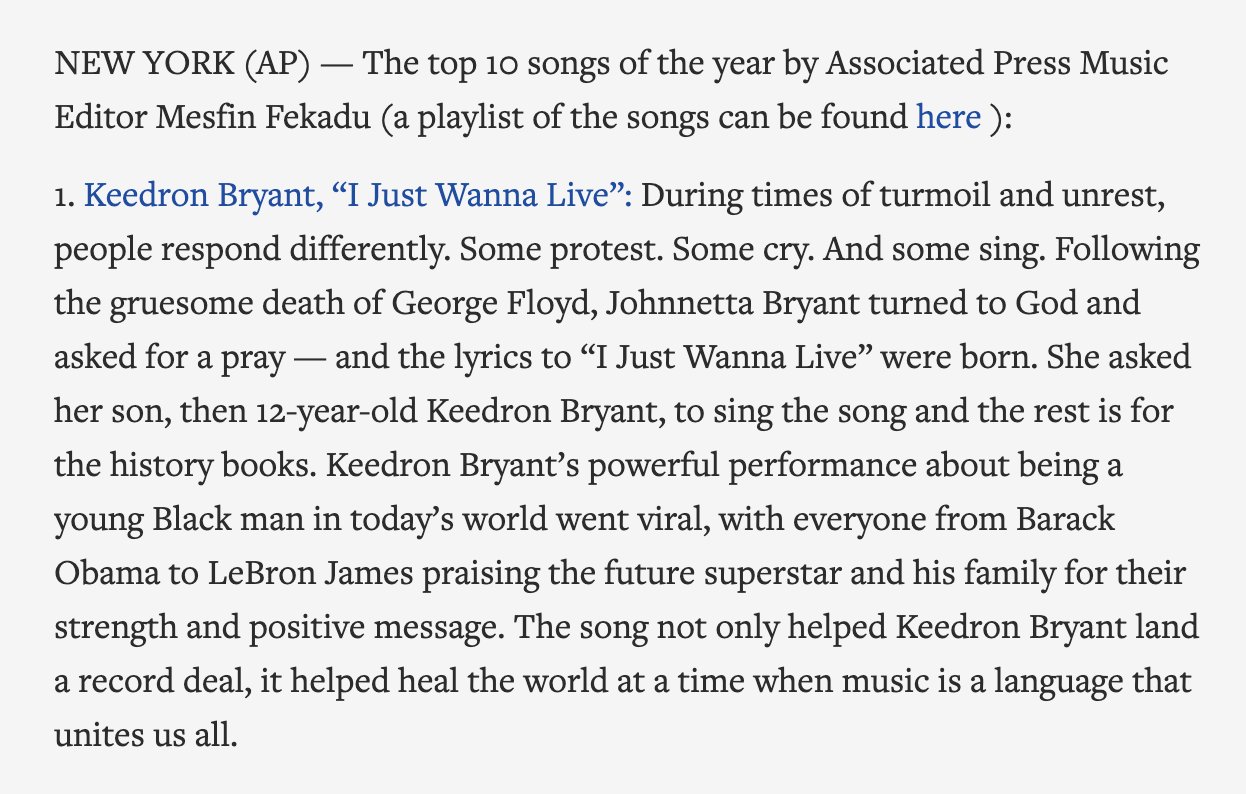 NEW YORK (AP) — The top 10 songs of the year by Associated Press Music
Editor Mesfin Fekadu (a playlist of the songs can be found here ):
1. Keedron Bryant, “I Just Wanna Live”: During times of turmoil and unrest,
people respond differently. Some protest. Some cry. And some sing. Following
the gruesome death of George Floyd, Johnnetta Bryant turned to God and
asked for a pray — and the lyrics to “I Just Wanna Live” were born. She asked
her son, then 12-year-old Keedron Bryant, to sing the song and the rest is for
the history books. Keedron Bryant’s powerful performance about being a
young Black man in today’s world went viral, with everyone from Barack
Obama to LeBron James praising the future superstar and his family for their
strength and positive message. The song not only helped Keedron Bryant land
a record deal, it helped heal the world at a time when music is a language that
unites us all.